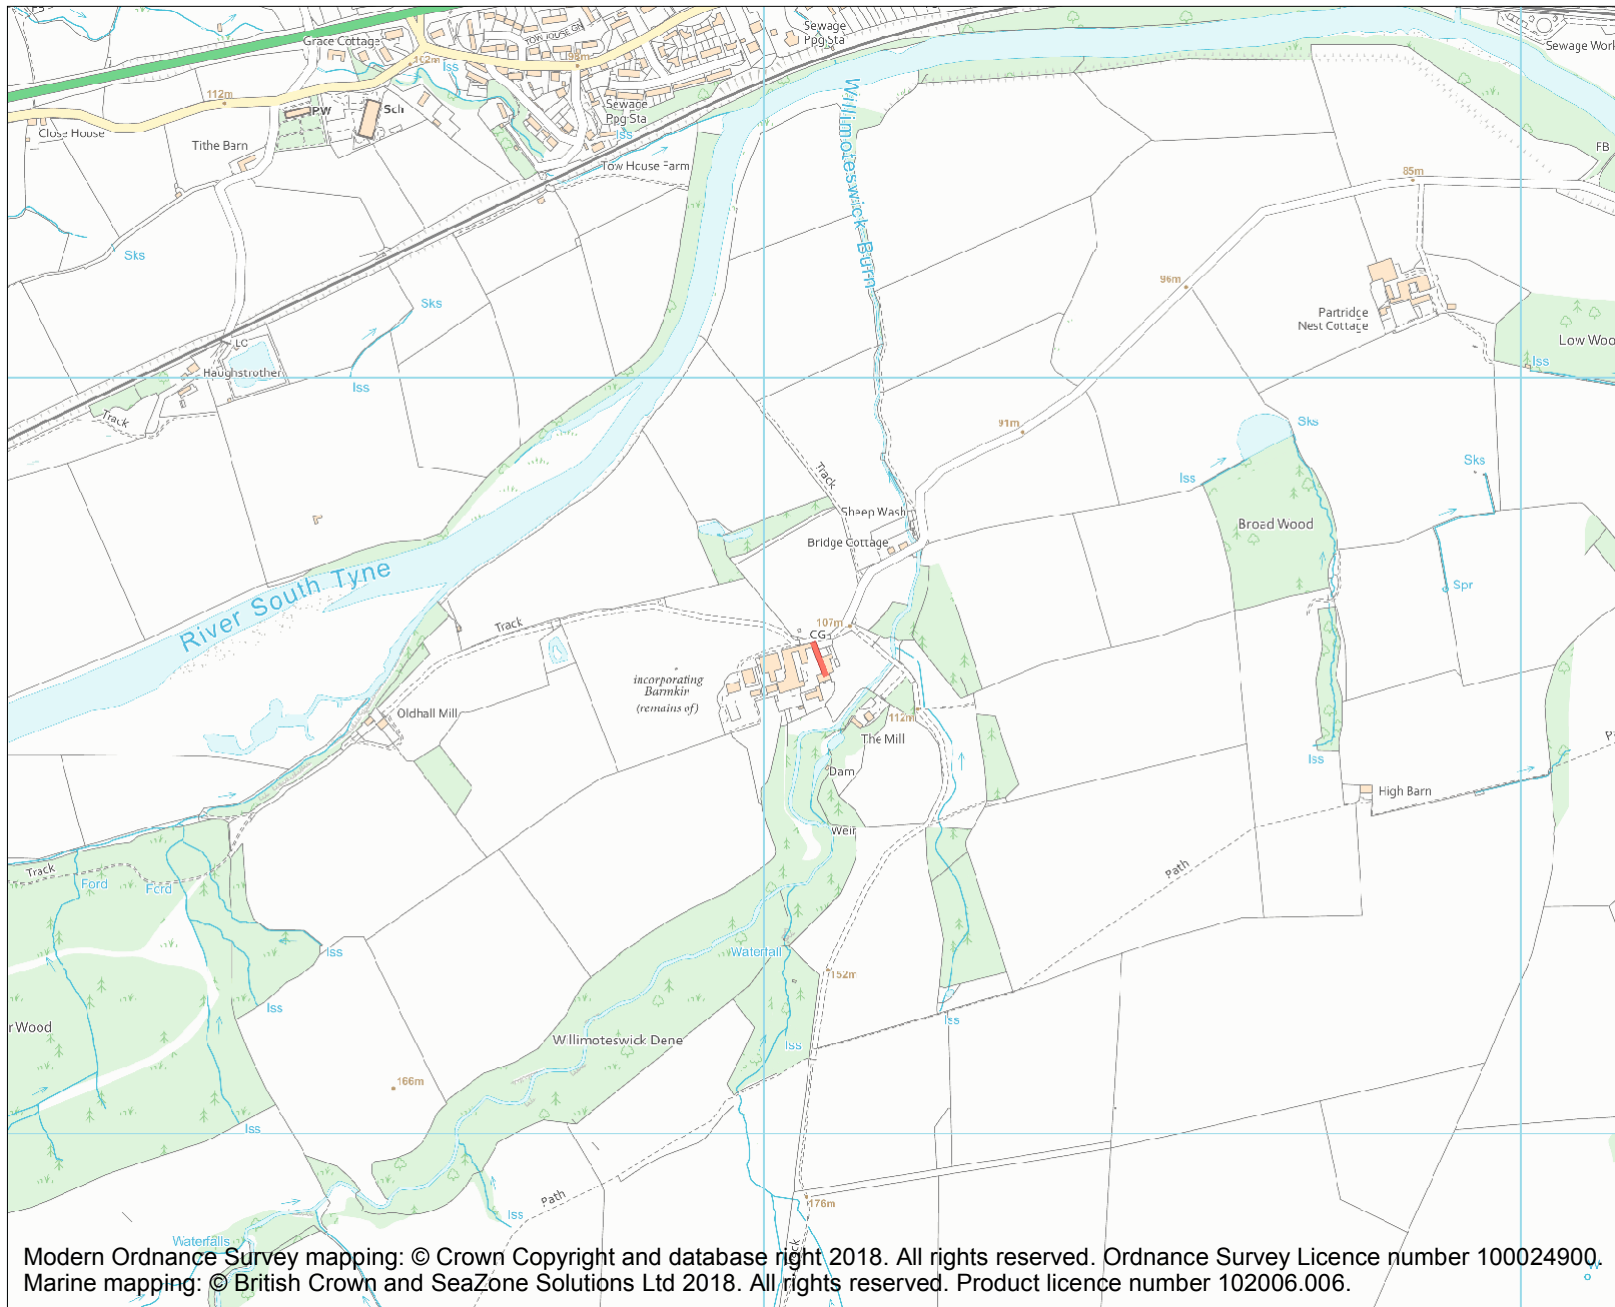 Grace Cottage
TOW HOUSE GN
Sewage
Ppg Sta
Sewage Work
102m
Iss
98m
112m
PW
Sch
Sewage
Ppg Sta
Iss
Close House
Tithe Barn
Tow House Farm
Willimoteswick Burn
FB
85m
Sks
Sks
96m
Partridge
Nest Cottage
Low Woo
LC
Haughstrother
Iss
Iss
Track
91m
Sks
Iss
Sks
Track
Sheep Wash
Broad Wood
Bridge Cottage
River South Tyne
Spr
Track
107m
CG
incorporating
Barmkin
(remains of)
Oldhall Mill
112m
The Mill
Dam
Iss
High Barn
Weir
Track
Ford
Ford
Path
Iss
Waterfall
152m
Iss
Iss
r Wood
Willimoteswick Dene
Iss
166m
Iss
Path
Iss
176m
Waterfalls
Track
Modern Ordnance Survey mapping: © Crown Copyright and database right 2018. All rights reserved. Ordnance Survey Licence number 100024900.
Marine mapping: © British Crown and SeaZone Solutions Ltd 2018. All rights reserved. Product licence number 102006.006.